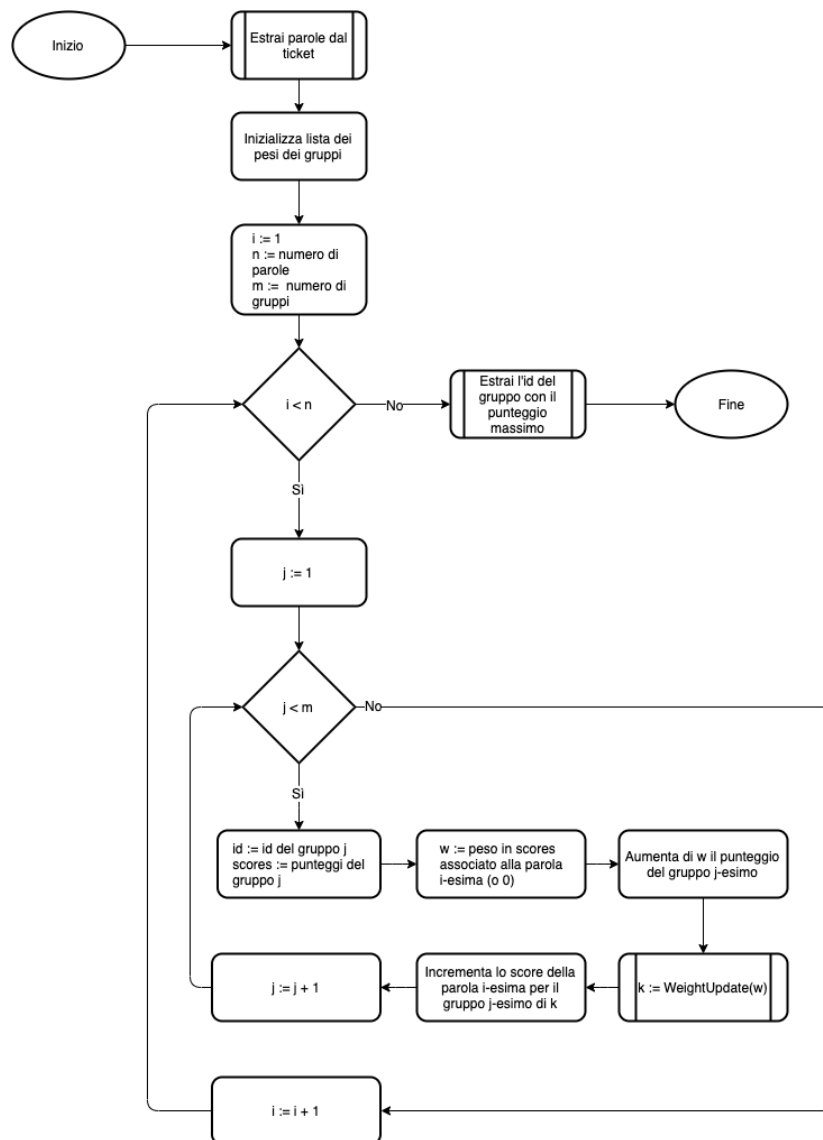 Inizio
Estrai parole dal
ticket
Inizializza lista dei
pesi dei gruppi
i := 1
n := numero di
parole
m := numero di
gruppi
i < n
No
Estrai l'id del
gruppo con il
punteggio
massimo
Fine
Sì
j := 1
j < m
No
Sì
id := id del gruppo j
scores := punteggi del
gruppo j
w := peso in scores
associato alla parola
i-esima (o 0)
Aumenta di w il punteggio
del gruppo j-esimo
k := WeightUpdate(w)
Incrementa lo score della
parola i-esima per il
gruppo j-esimo di k
j := j + 1
i := i + 1